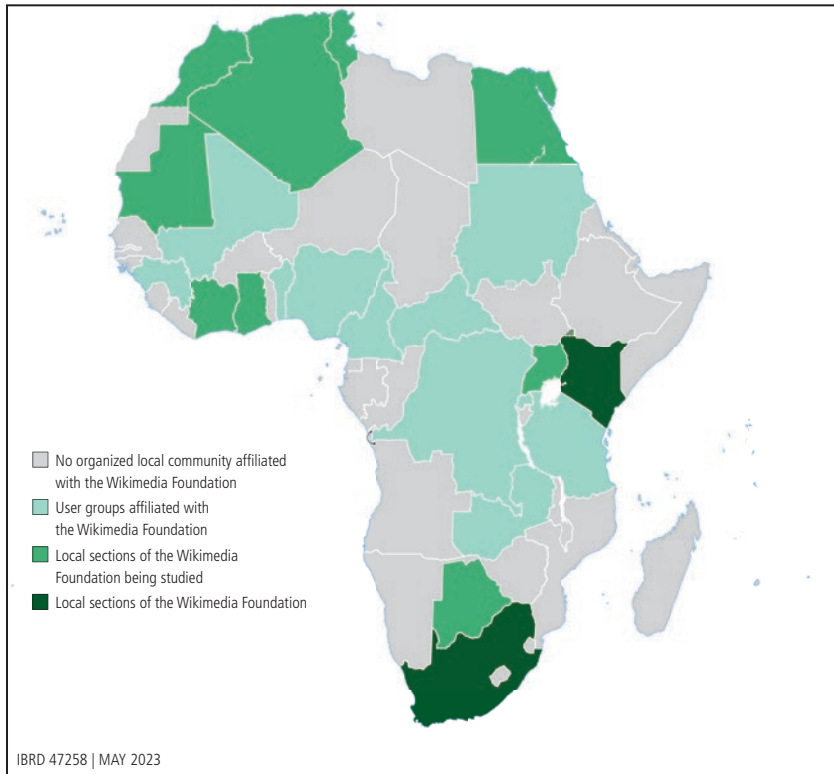 No organized local community affiliated
with the Wikimedia Foundation
User groups affiliated with
the Wikimedia Foundation
Local sections of the Wikimedia
Foundation being studied
Local sections of the Wikimedia Foundation
IBRD 47258 | MAY 2023